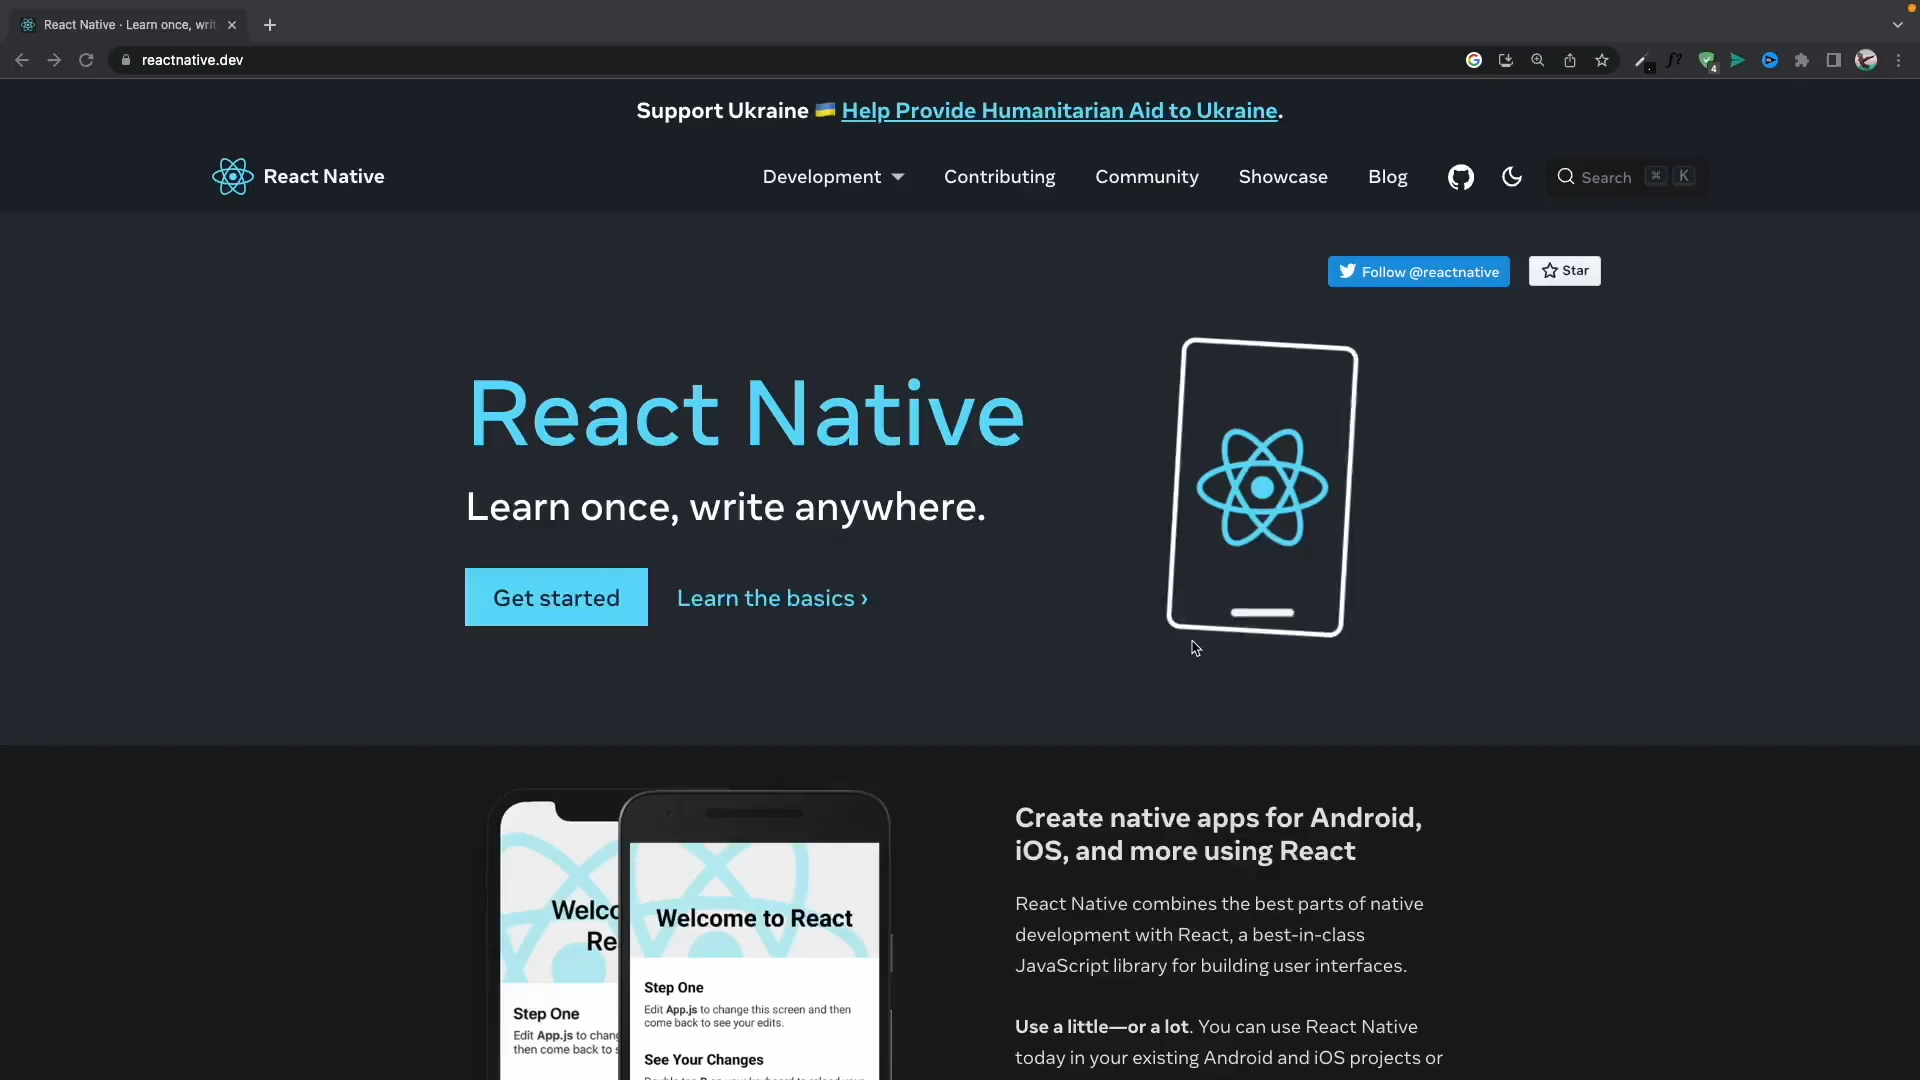 React Native · Learn once, writ
reactnative.dev
4
Support Ukraine 🇺🇦 Help Provide Humanitarian Aid to Ukraine.
React Native
Development
Contributing
Community
Showcase
Blog
Search ⌘ K
Follow @reactnative
Star
React Native
Learn once, write anywhere.
Get started
Learn the basics ›
Create native apps for Android,
iOS, and more using React
React Native combines the best parts of native
development with React, a best-in-class
JavaScript library for building user interfaces.
Use a little—or a lot. You can use React Native
today in your existing Android and iOS projects or
Welco
Re
Step One
Edit App.js to chang
then come back to s
Welcome to React
Step One
Edit App.js to change this screen and then
come back to see your edits.
See Your Changes